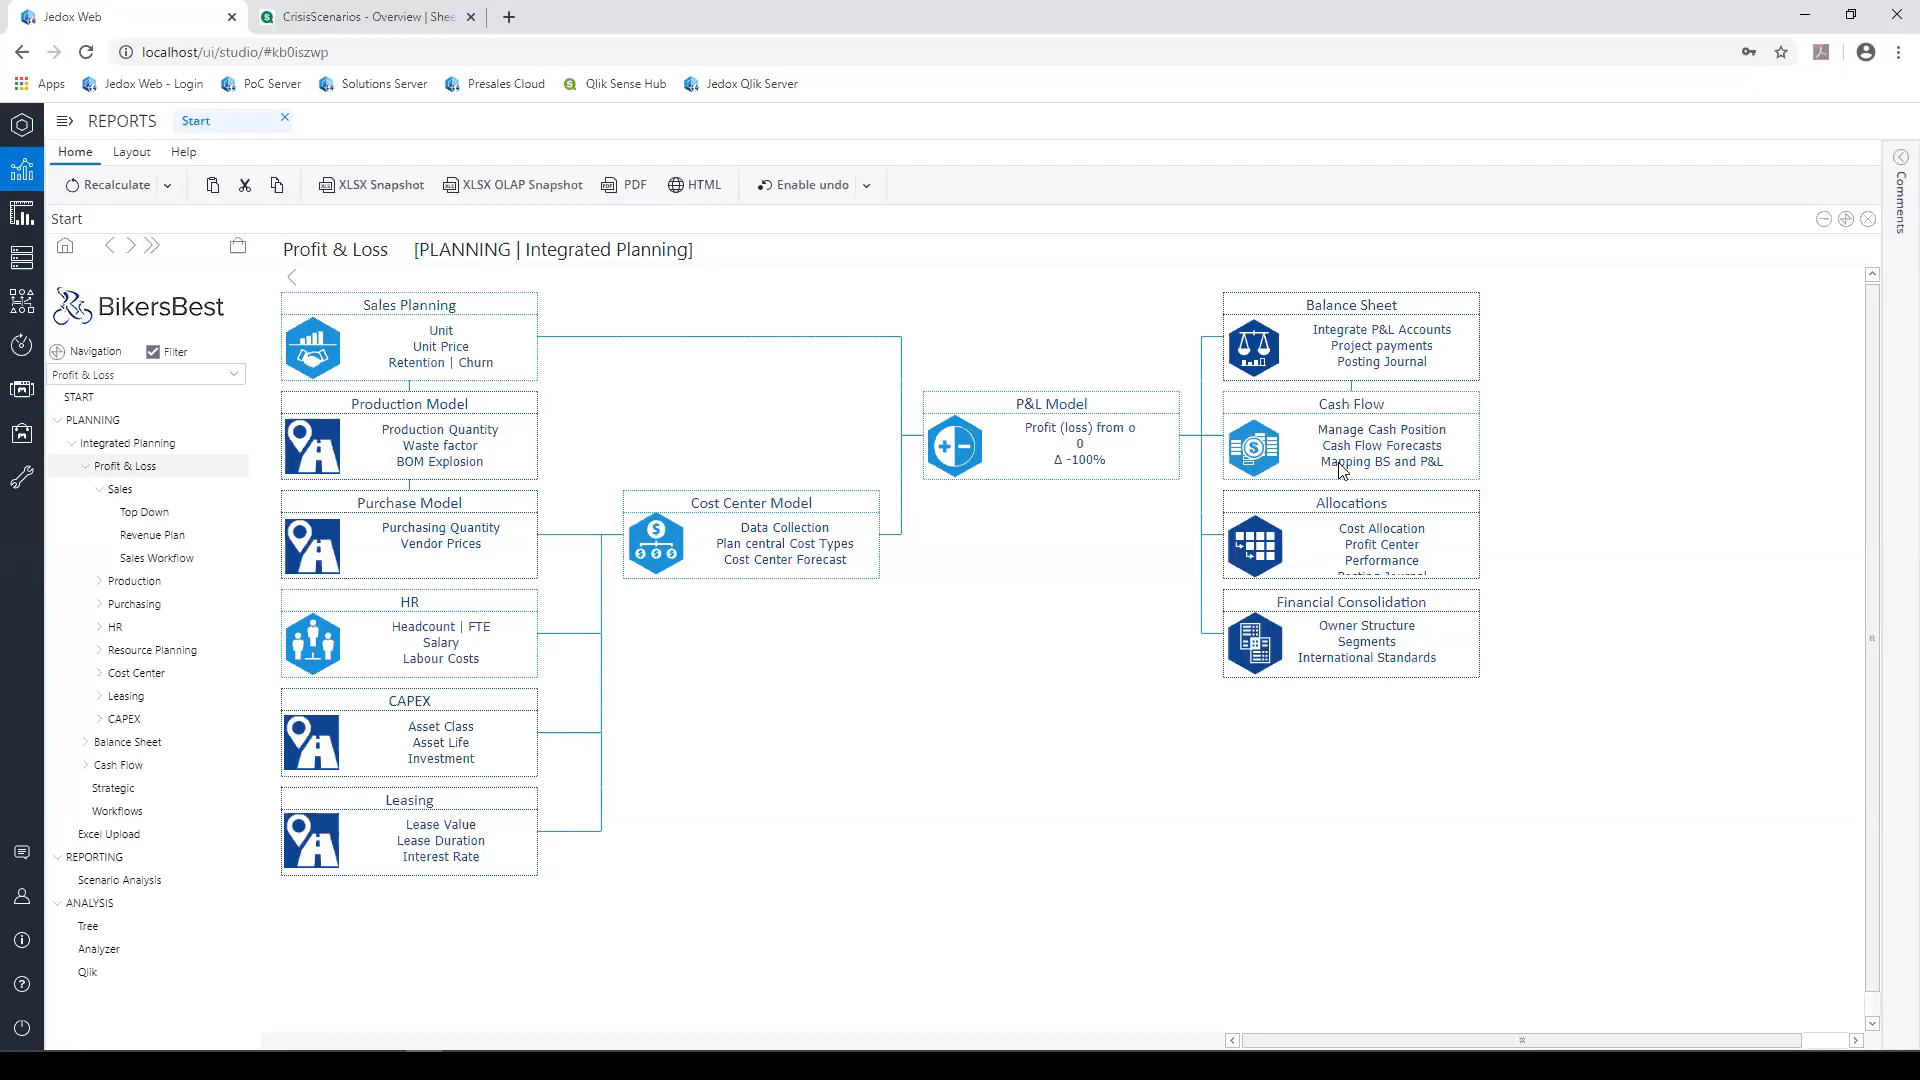 Jedox Web
CrisisScenarios - Overview | Shee
localhost/ui/studio/#kb0iszwp
Apps
Jedox Web - Login
PoC Server
Solutions Server
Presales Cloud
Qlik Sense Hub
Jedox Qlik Server
REPORTS
Start
Home
Layout
Help
Recalculate
XLSX Snapshot
XLSX OLAP Snapshot
PDF
HTML
Enable undo
Comments
Start
Profit & Loss [PLANNING | Integrated Planning]
BikersBest
Navigation
Filter
Profit & Loss
START
PLANNING
Integrated Planning
Profit & Loss
Sales
Top Down
Revenue Plan
Sales Workflow
Production
Purchasing
HR
Resource Planning
Cost Center
Leasing
CAPEX
Balance Sheet
Cash Flow
Strategic
Workflows
Excel Upload
REPORTING
Scenario Analysis
ANALYSIS
Tree
Analyzer
Qlik
Sales Planning
Unit
Unit Price
Retention | Churn
Production Model
Production Quantity
Waste factor
BOM Explosion
Purchase Model
Purchasing Quantity
Vendor Prices
HR
Headcount | FTE
Salary
Labour Costs
CAPEX
Asset Class
Asset Life
Investment
Leasing
Lease Value
Lease Duration
Interest Rate
Cost Center Model
Data Collection
Plan central Cost Types
Cost Center Forecast
P&L Model
Profit (loss) from o
0
Δ -100%
Balance Sheet
Integrate P&L Accounts
Project payments
Posting Journal
Cash Flow
Manage Cash Position
Cash Flow Forecasts
Mapping BS and P&L
Allocations
Cost Allocation
Profit Center
Performance
Posting Journal
Financial Consolidation
Owner Structure
Segments
International Standards